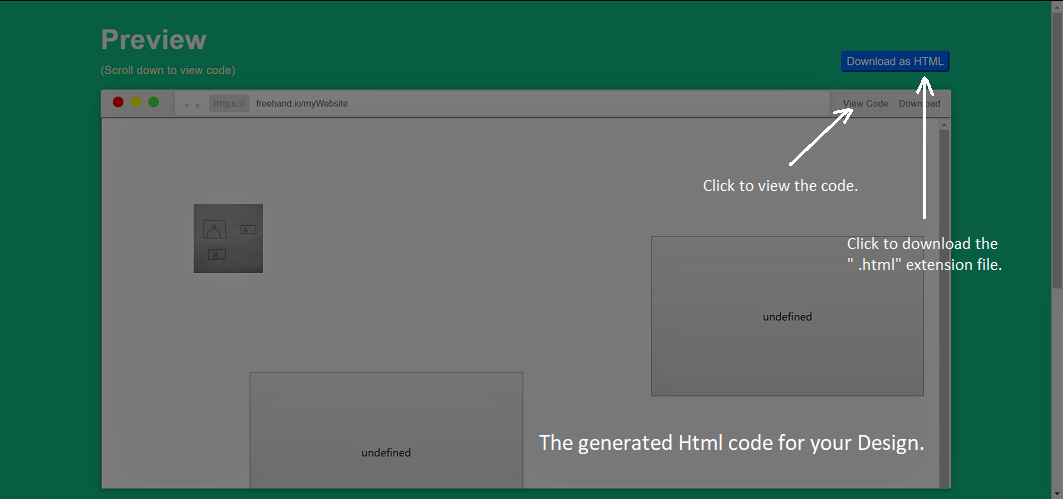 Preview
(Scroll down to view code)
Download as HTML
https://
freehand.io/myWebsite
View Code
Download
Click to view the code.
Click to download the
" .html" extension file.
undefined
The generated Html code for your Design.
undefined